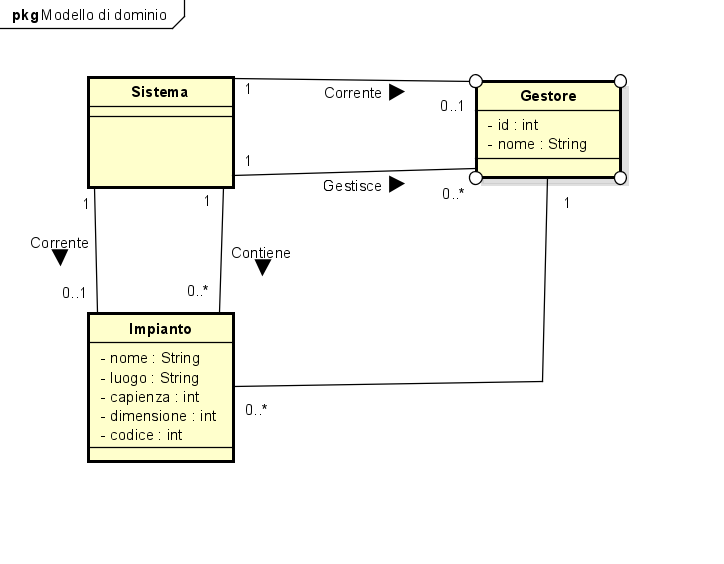 pkg Modello di dominio
Sistema
1
Corrente
0..1
Gestore
- id : int
- nome : String
1
Gestisce
0..*
1
1
1
Corrente
Contiene
0..1
0..*
Impianto
- nome : String
- luogo : String
- capienza : int
- dimensione : int
- codice : int
0..*